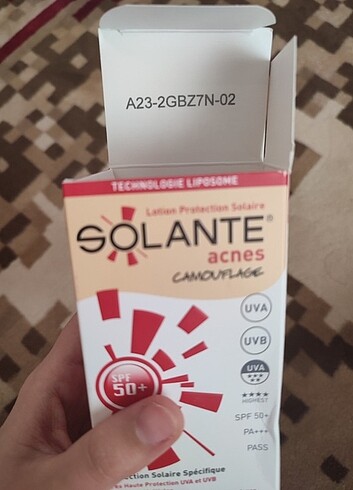 A23-2GBZ7N-02
TECHNOLOGIE LIPOSOME
Lotion Protection Solaire
SOLANTE®
acnes
CAMOUFLAGE
UVA
UVB
UVA
★★★★
HIGHEST
SPF
50+
SPF 50+
PA+++
PASS
Solaire Spécifique
Haute Protection UVA et UVB